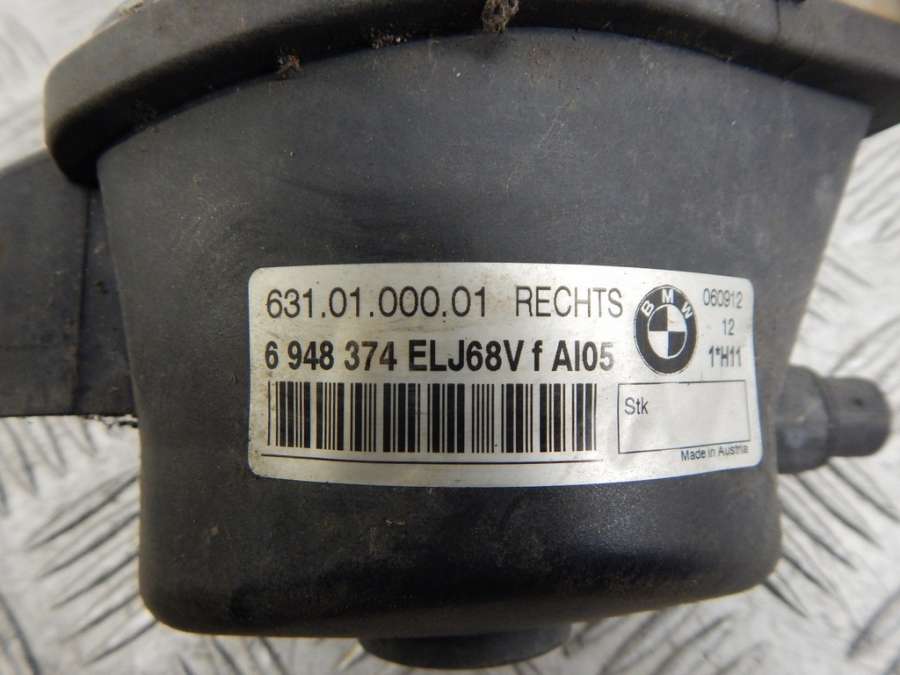 631.01.000.01 RECHTS
6 948 374 ELJ68V f AI05
BMW
060912
12
1*H11
Stk
Made in Austria